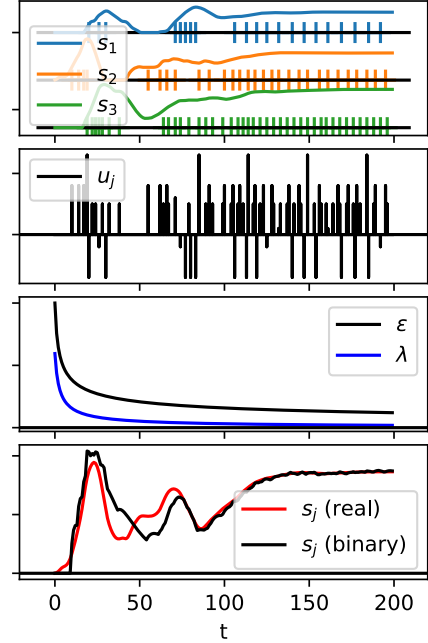 s₁
s₂
s₃
uⱼ
ε
λ
sⱼ (real)
sⱼ (binary)
0 50 100 150 200
t